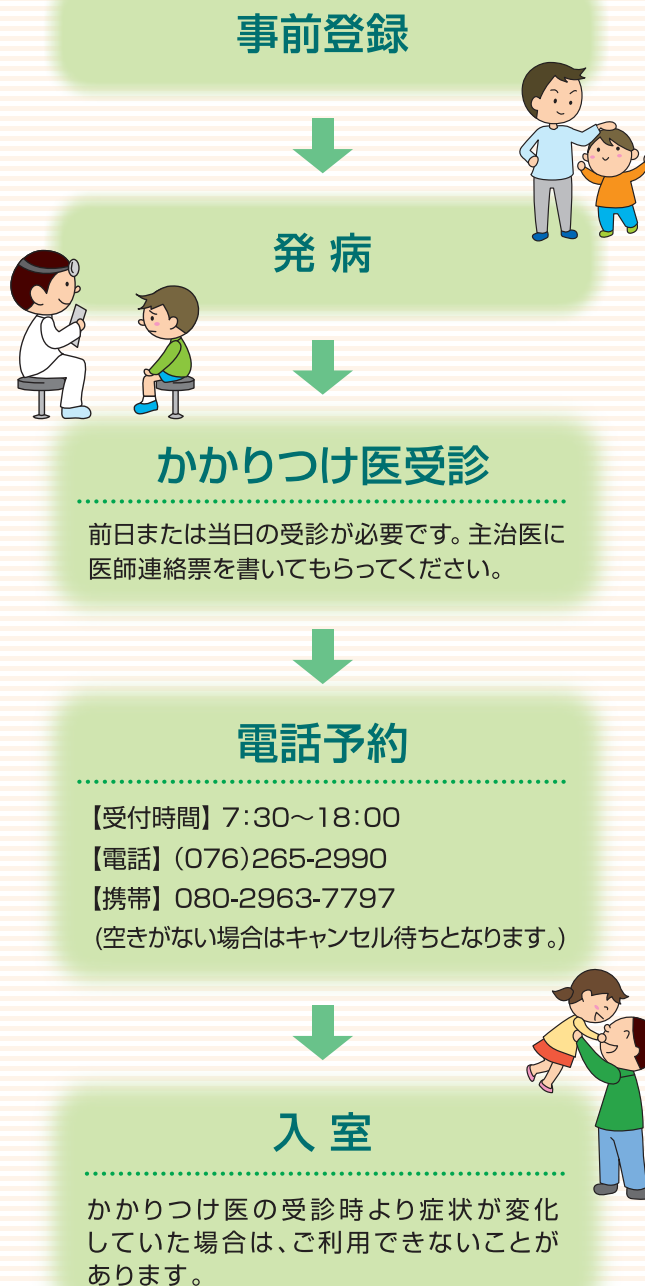 事前登録
発病
かかりつけ医受診
前日または当日の受診が必要です。主治医に
医師連絡票を書いてもらってください。
電話予約
【受付時間】7:30〜18:00
【電話】(076)265-2990
【携帯】080-2963-7797
(空きがない場合はキャンセル待ちとなります。)
入室
かかりつけ医の受診時より症状が変化
していた場合は、ご利用できないことが
あります。